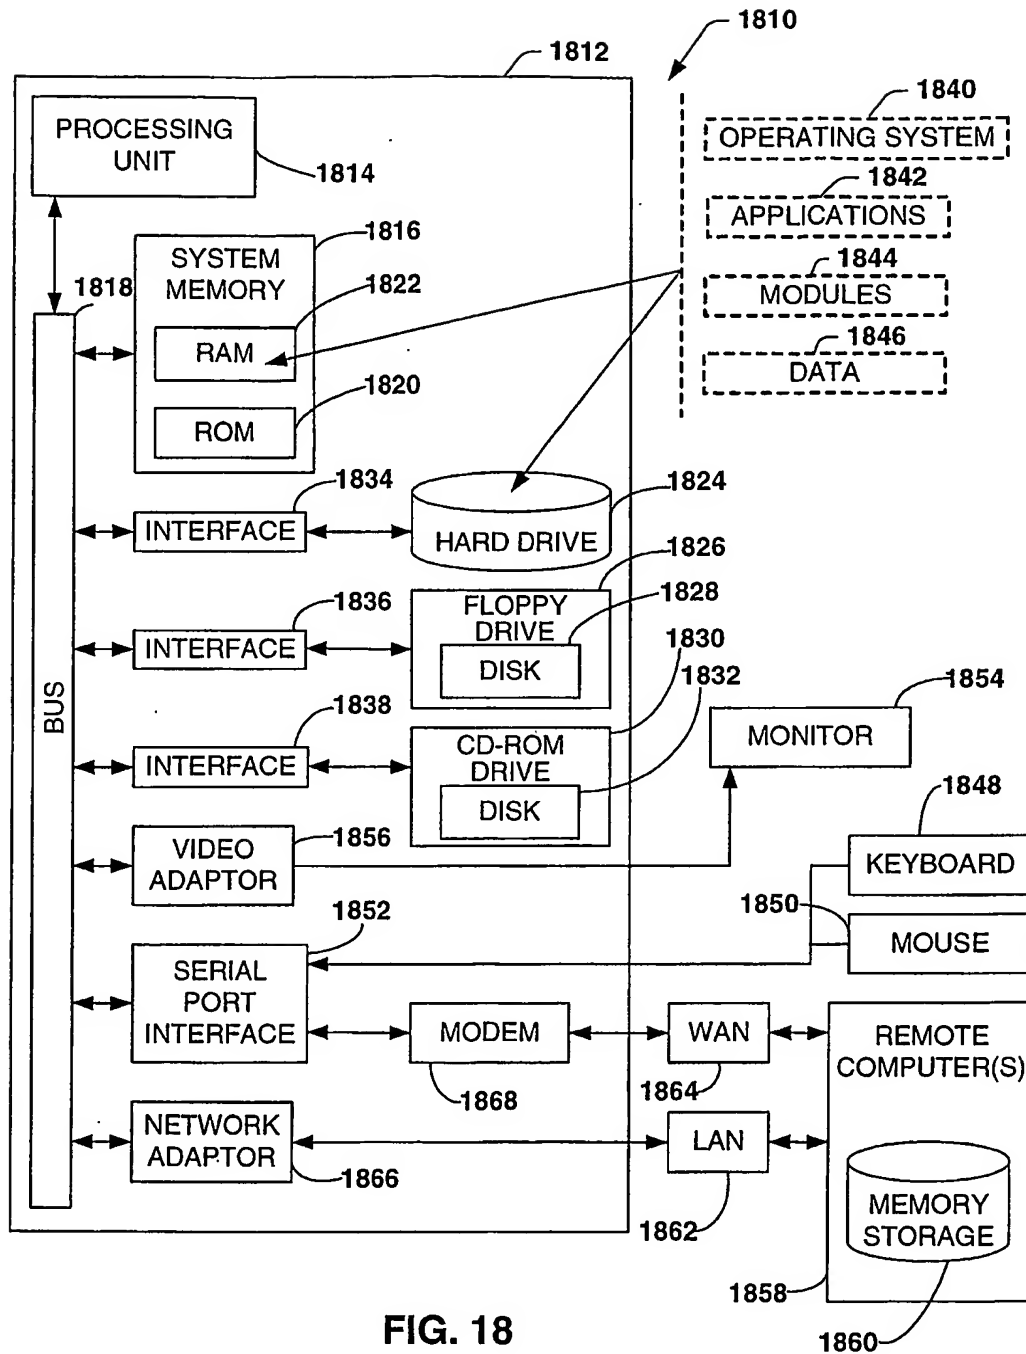 1810
1812
1840
PROCESSING
UNIT
OPERATING SYSTEM
1814
1842
APPLICATIONS
1816
SYSTEM
MEMORY
1818
1822
1844
MODULES
RAM
1846
DATA
1820
ROM
1834
1824
INTERFACE
HARD DRIVE
1826
1836
FLOPPY
DRIVE
1828
INTERFACE
DISK
1830
1832
1854
BUS
1838
MONITOR
INTERFACE
CD-ROM
DRIVE
DISK
1848
1856
VIDEO
ADAPTOR
KEYBOARD
1852
1850
MOUSE
SERIAL
PORT
INTERFACE
MODEM
WAN
REMOTE
COMPUTER(S)
1868
1864
NETWORK
ADAPTOR
LAN
1866
1862
MEMORY
STORAGE
1858
1860
FIG. 18